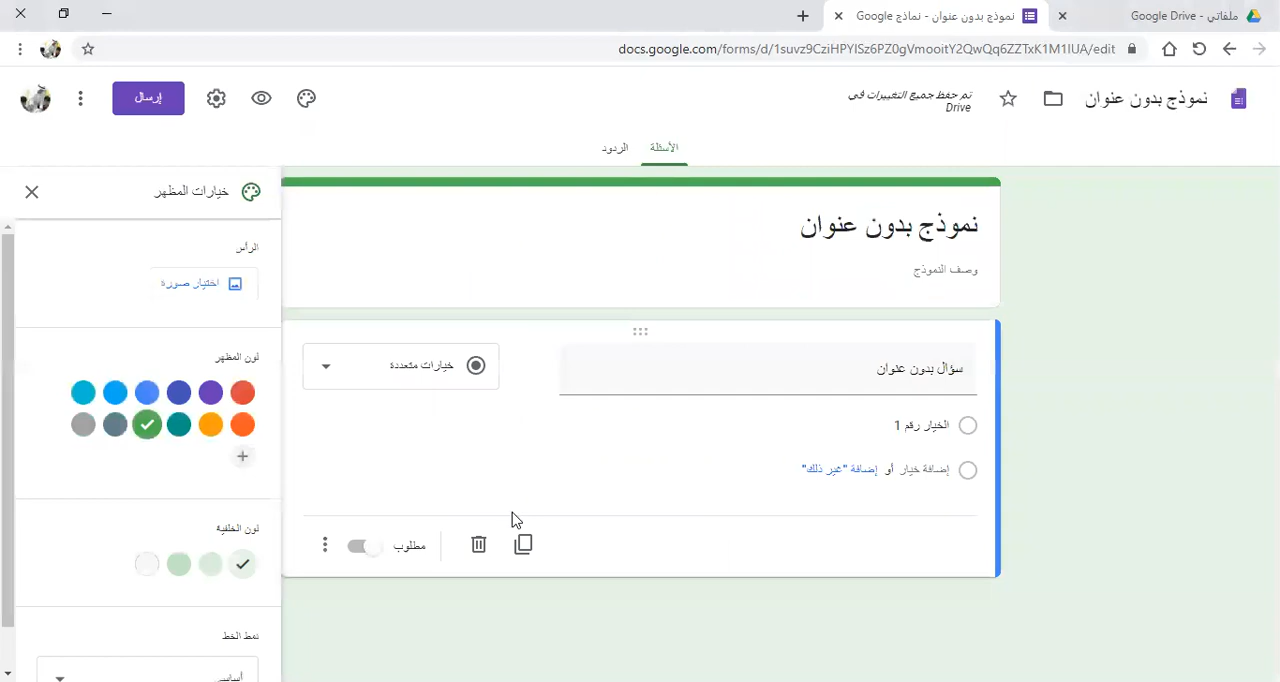 ملفاتي - Google Drive
نموذج بدون عنوان - نماذج Google
docs.google.com/forms/d/1suvz9CziHPYISz6PZ0gVmooitY2QwQq6ZZTxK1M1IUA/edit
نموذج بدون عنوان
تم حفظ جميع التغييرات في
Drive
إرسال
الأسئلة
الردود
خيارات المظهر
الرأس
اختيار صورة
لون المظهر
لون الخلفية
نمط الخط
أساسي
نموذج بدون عنوان
وصف النموذج
سؤال بدون عنوان
خيارات متعددة
الخيار رقم 1
إضافة خيار أو إضافة "غير ذلك"
مطلوب